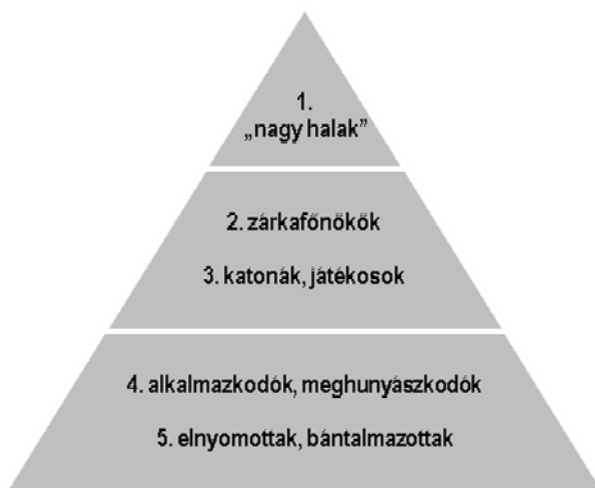 1.
„nagy halak”
2. zárkafőnökök
3. katonák, játékosok
4. alkalmazkodók, meghunyászkodók
5. elnyomottak, bántalmazottak